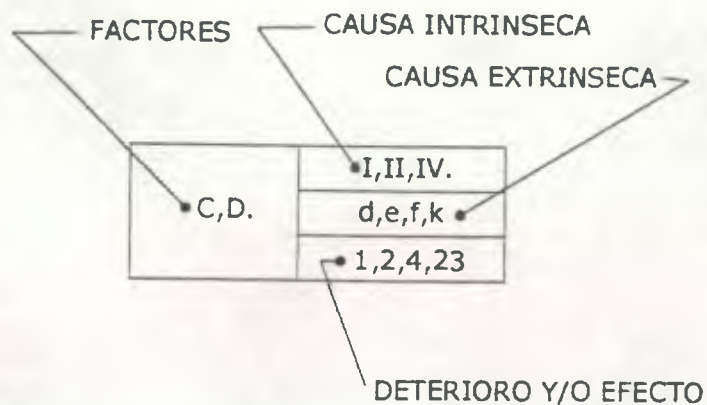 FACTORES
CAUSA INTRINSECA
CAUSA EXTRINSECA
C,D.
I,II,IV.
d,e,f,k
1,2,4,23
DETERIORO Y/O EFECTO